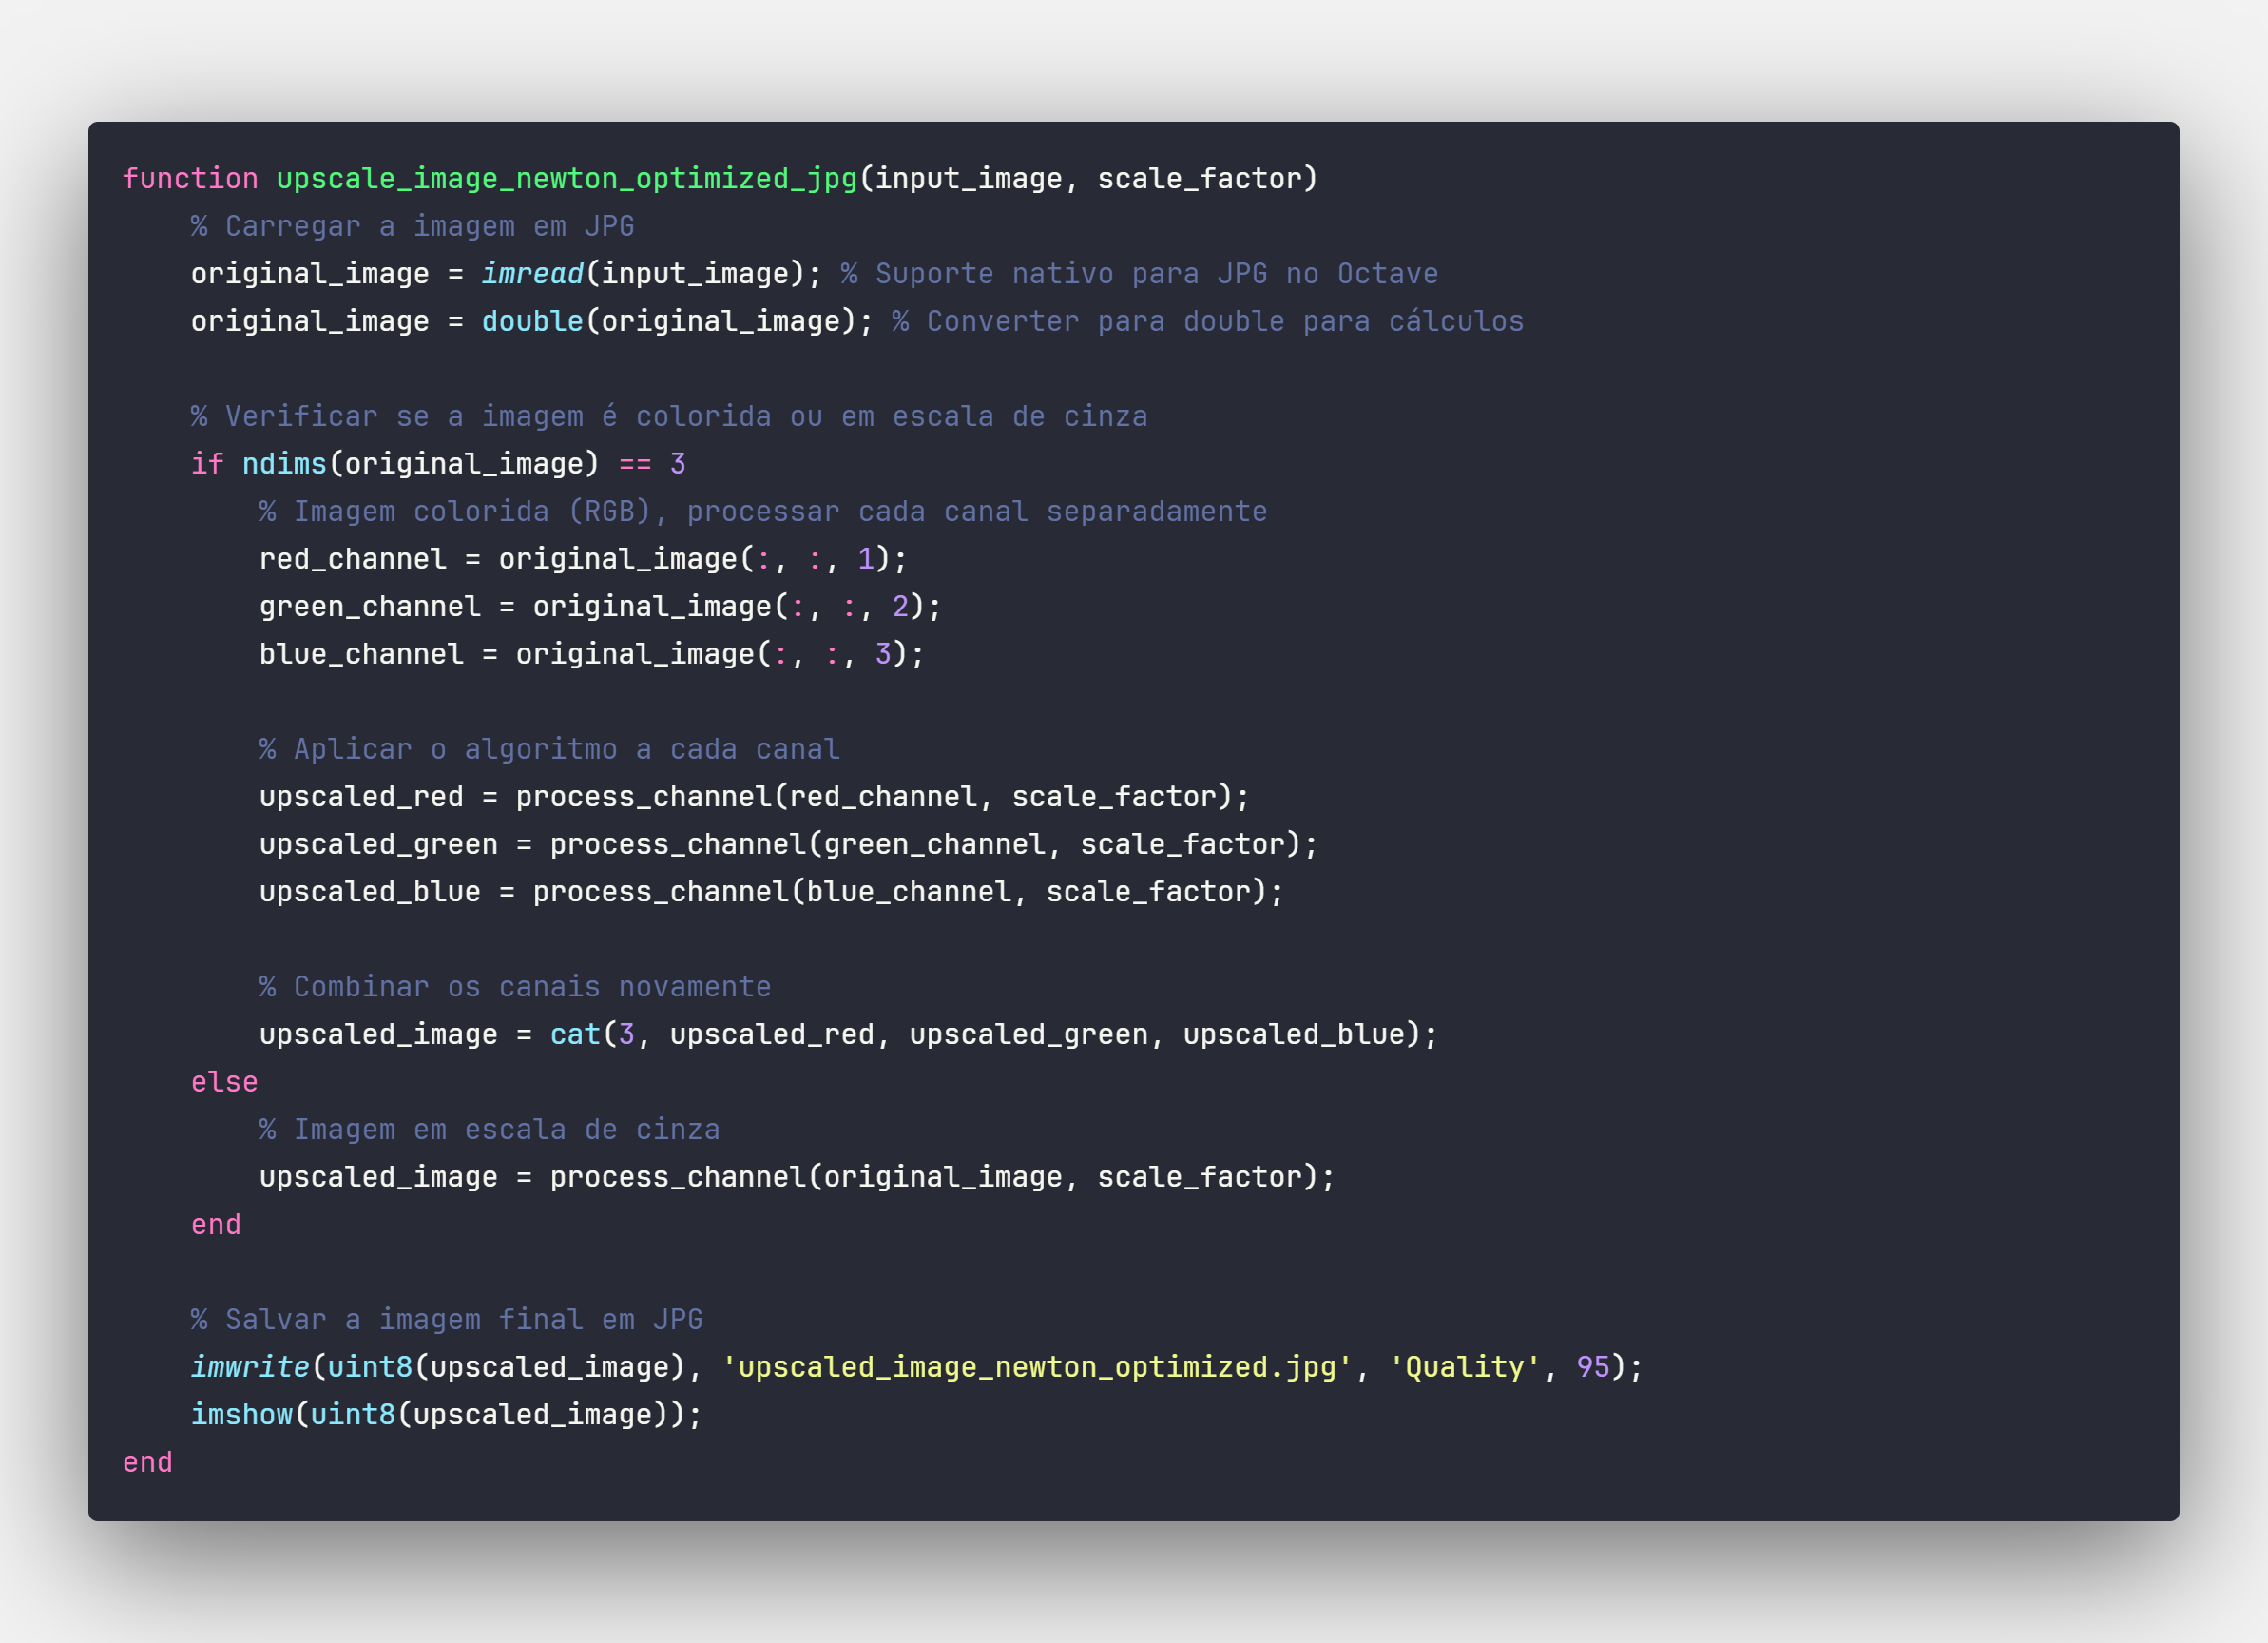 function upscale_image_newton_optimized_jpg(input_image, scale_factor)
    % Carregar a imagem em JPG
    original_image = imread(input_image); % Suporte nativo para JPG no Octave
    original_image = double(original_image); % Converter para double para cálculos

    % Verificar se a imagem é colorida ou em escala de cinza
    if ndims(original_image) == 3
        % Imagem colorida (RGB), processar cada canal separadamente
        red_channel = original_image(:, :, 1);
        green_channel = original_image(:, :, 2);
        blue_channel = original_image(:, :, 3);

        % Aplicar o algoritmo a cada canal
        upscaled_red = process_channel(red_channel, scale_factor);
        upscaled_green = process_channel(green_channel, scale_factor);
        upscaled_blue = process_channel(blue_channel, scale_factor);

        % Combinar os canais novamente
        upscaled_image = cat(3, upscaled_red, upscaled_green, upscaled_blue);
    else
        % Imagem em escala de cinza
        upscaled_image = process_channel(original_image, scale_factor);
    end

    % Salvar a imagem final em JPG
    imwrite(uint8(upscaled_image), 'upscaled_image_newton_optimized.jpg', 'Quality', 95);
    imshow(uint8(upscaled_image));
end